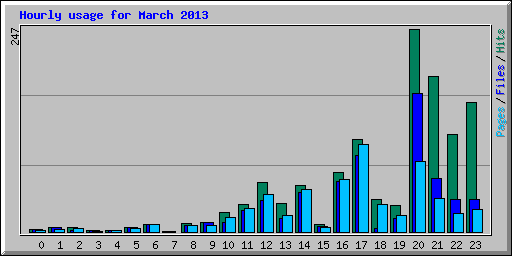 Hourly usage for March 2013
247
Pages / Files / Hits
0 1 2 3 4 5 6 7 8 9 10 11 12 13 14 15 16 17 18 19 20 21 22 23